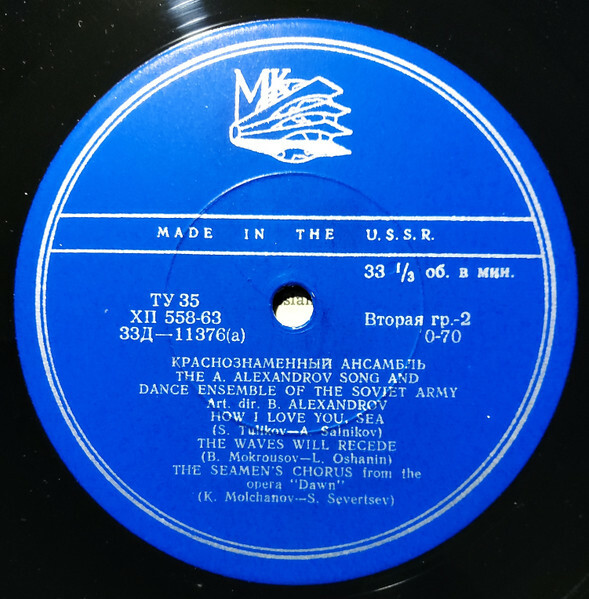 МК
MADE IN THE U.S.S.R.
33 1/3 об. в мин.
ТУ 35
ХП 558-63
33Д—11376(a)
Вторая гр.-2
0-70
КРАСНОЗНАМЕННЫЙ АНСАМБЛЬ
THE A. ALEXANDROV SONG AND
DANCE ENSEMBLE OF THE SOVIET ARMY
Art. dir. B. ALEXANDROV
HOW I LOVE YOU, SEA
(S. Tulikov—A. Salnikov)
THE WAVES WILL RECEDE
(B. Mokrousov—L. Oshanin)
THE SEAMEN'S CHORUS from the
opera "Dawn"
(K. Molchanov—S. Severtsev)